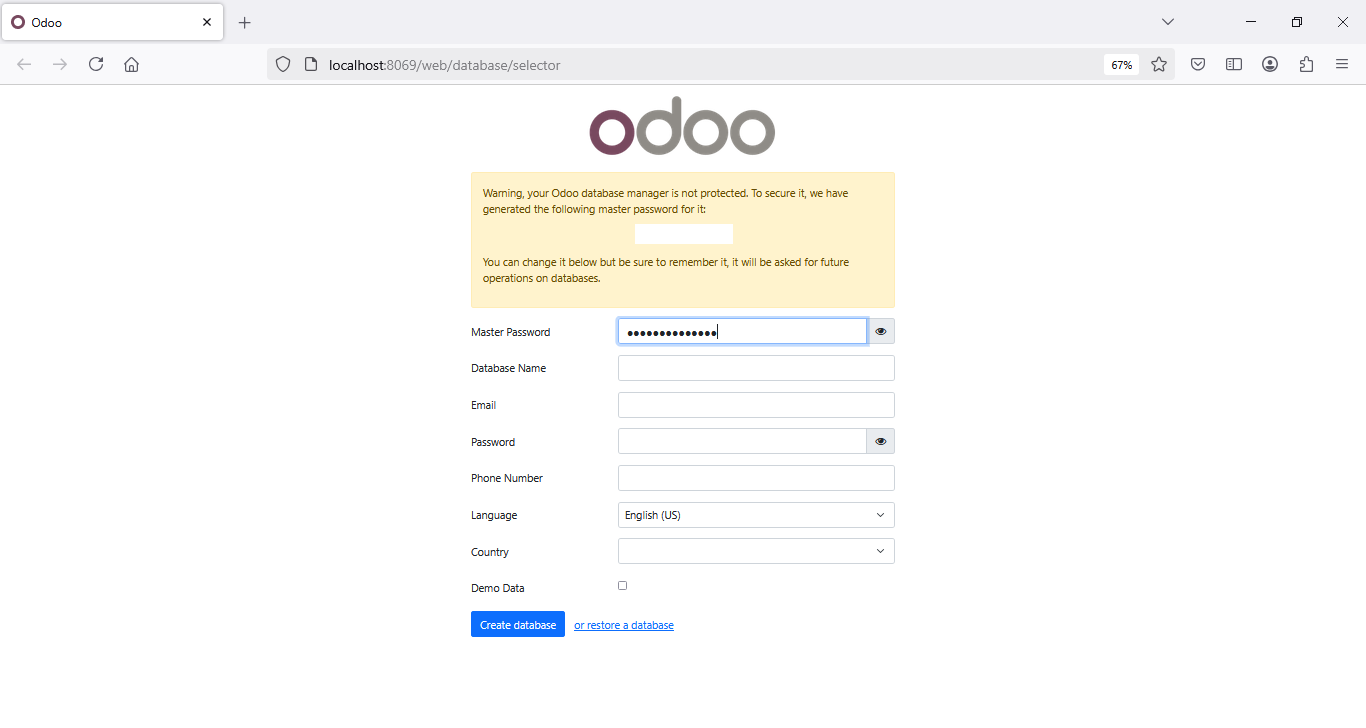 Odoo
localhost:8069/web/database/selector
67%
odoo
Warning, your Odoo database manager is not protected. To secure it, we have
generated the following master password for it:
You can change it below but be sure to remember it, it will be asked for future
operations on databases.
Master Password
••••••••••••••
Database Name
Email
Password
Phone Number
Language
English (US)
Country
Demo Data
Create database
or restore a database